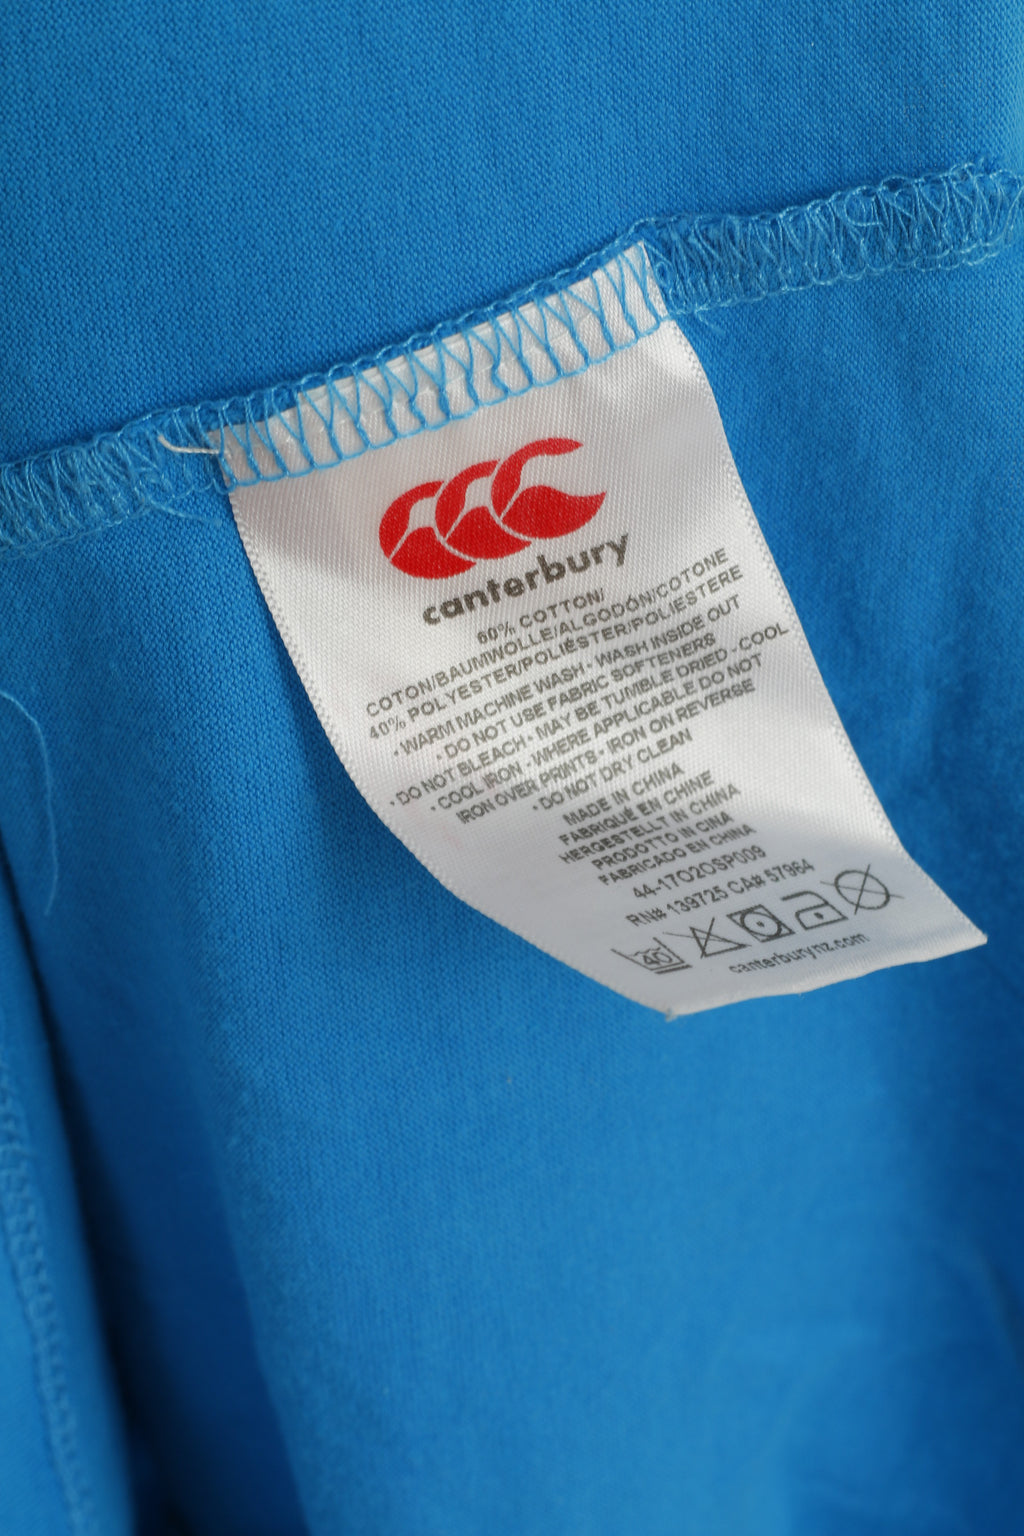 canterbury
60% COTTON/
COTON/BAUMWOLLE/ALGODÓN/COTONE
40% POLYESTER/POLIÉSTER/POLIESTERE
· WARM MACHINE WASH · WASH INSIDE OUT
· DO NOT USE FABRIC SOFTENERS
· DO NOT BLEACH · MAY BE TUMBLE DRIED - COOL
· COOL IRON · WHERE APPLICABLE DO NOT
IRON OVER PRINTS · IRON ON REVERSE
· DO NOT DRY CLEAN
MADE IN CHINA
FABRIQUÉ EN CHINE
HERGESTELLT IN CHINA
PRODOTTO IN CINA
FABRICADO EN CHINA
44-17O2OSP009
RN# 139725 CA# 57964
40
canterburynz.com